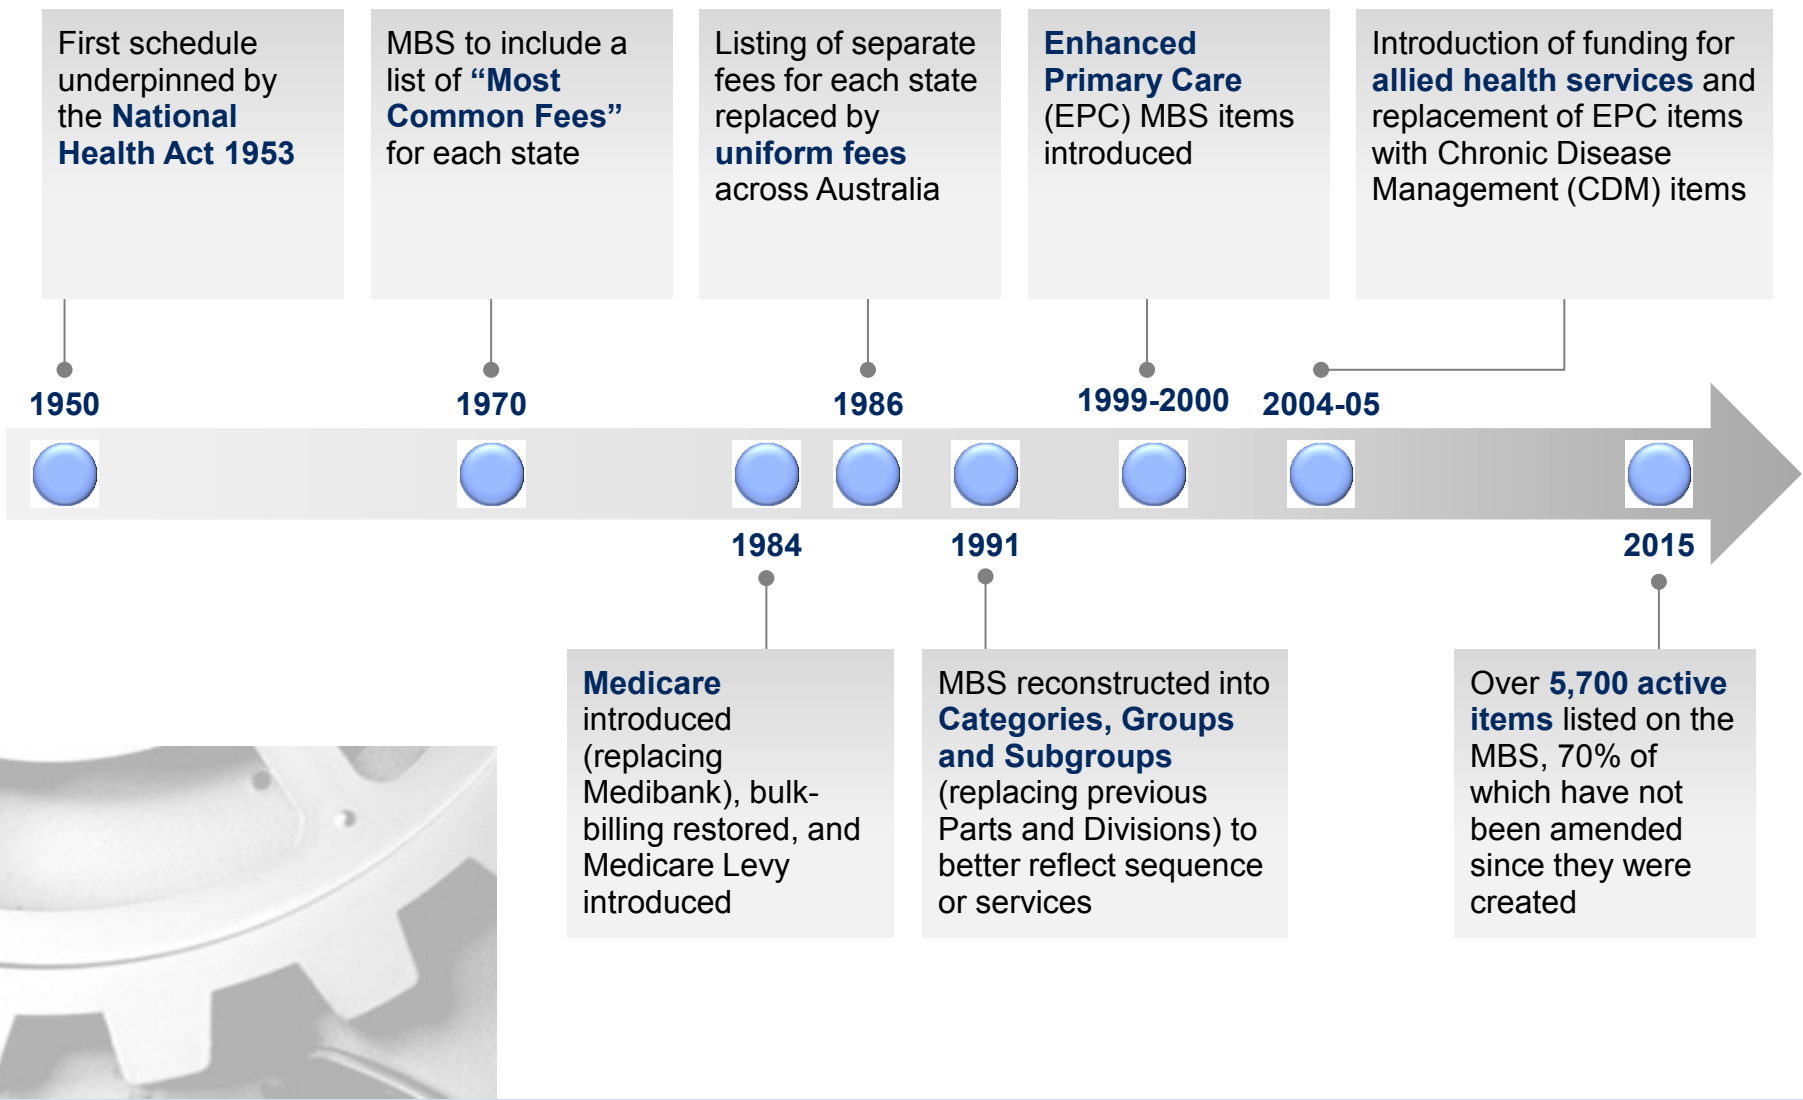 First schedule
underpinned by
the National
Health Act 1953
MBS to include a
list of “Most
Common Fees”
for each state
Listing of separate
fees for each state
replaced by
uniform fees
across Australia
Enhanced
Primary Care
(EPC) MBS items
introduced
Introduction of funding for
allied health services and
replacement of EPC items
with Chronic Disease
Management (CDM) items
1950
1970
1986
1999-2000
2004-05
1984
1991
2015
Medicare
introduced
(replacing
Medibank), bulk-
billing restored, and
Medicare Levy
introduced
MBS reconstructed into
Categories, Groups
and Subgroups
(replacing previous
Parts and Divisions) to
better reflect sequence
or services
Over 5,700 active
items listed on the
MBS, 70% of
which have not
been amended
since they were
created